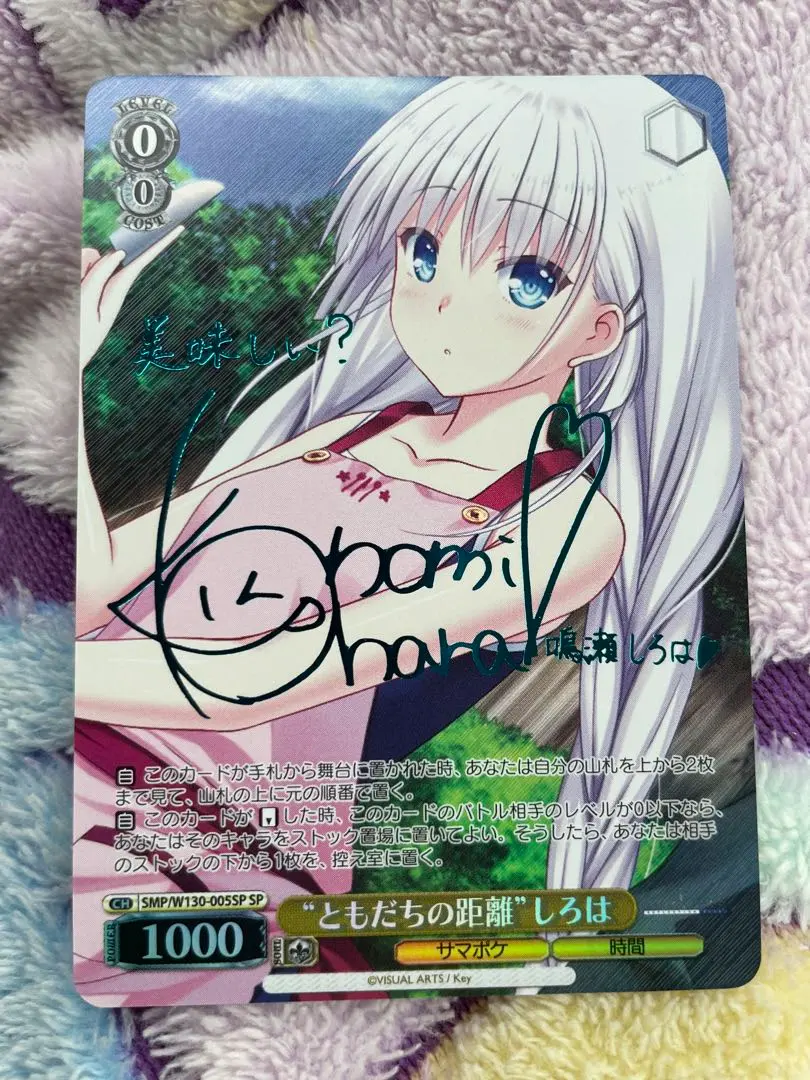 LEVEL
0
0
COST
美味しい?
Konomi
Kohara
鳴瀬しろは
自 このカードが手札から舞台に置かれた時、あなたは自分の山札を上から2枚
まで見て、山札の上に元の順番で置く。
自 このカードが した時、このカードのバトル相手のレベルが0以下なら、
あなたはそのキャラをストック置場に置いてよい。そうしたら、あなたは相手
のストックの下から1枚を、控え室に置く。
CH SMP/W130-005SP SP
“ともだちの距離”しろは
POWER 1000 SOUL サマポケ 時間
©VISUAL ARTS / Key